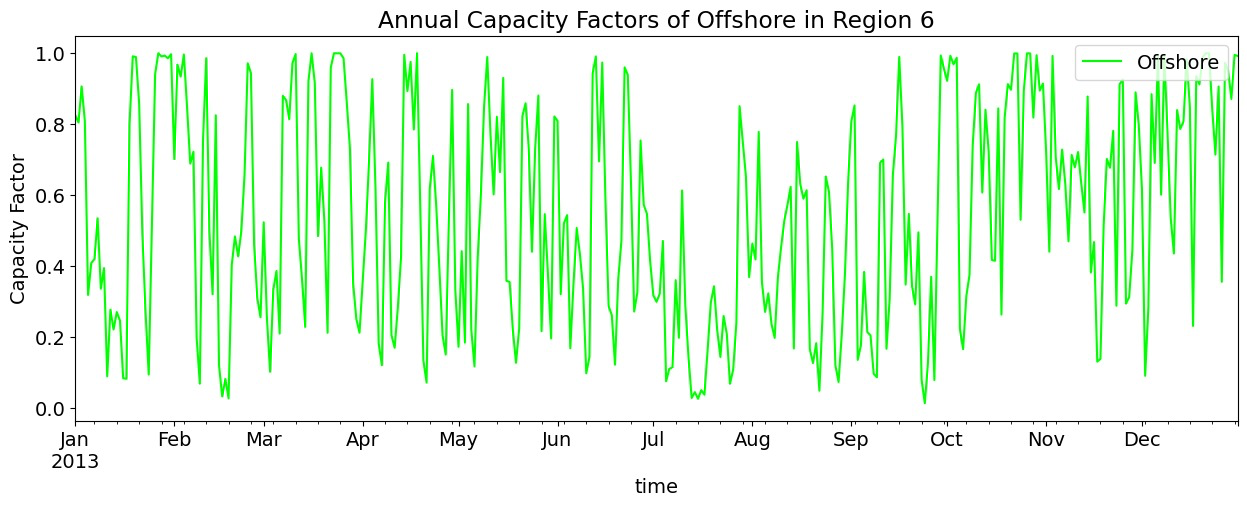 Annual Capacity Factors of Offshore in Region 6
Capacity Factor
1.0
0.8
0.6
0.4
0.2
0.0
Offshore
Jan Feb Mar Apr May Jun Jul Aug Sep Oct Nov Dec
2013
time